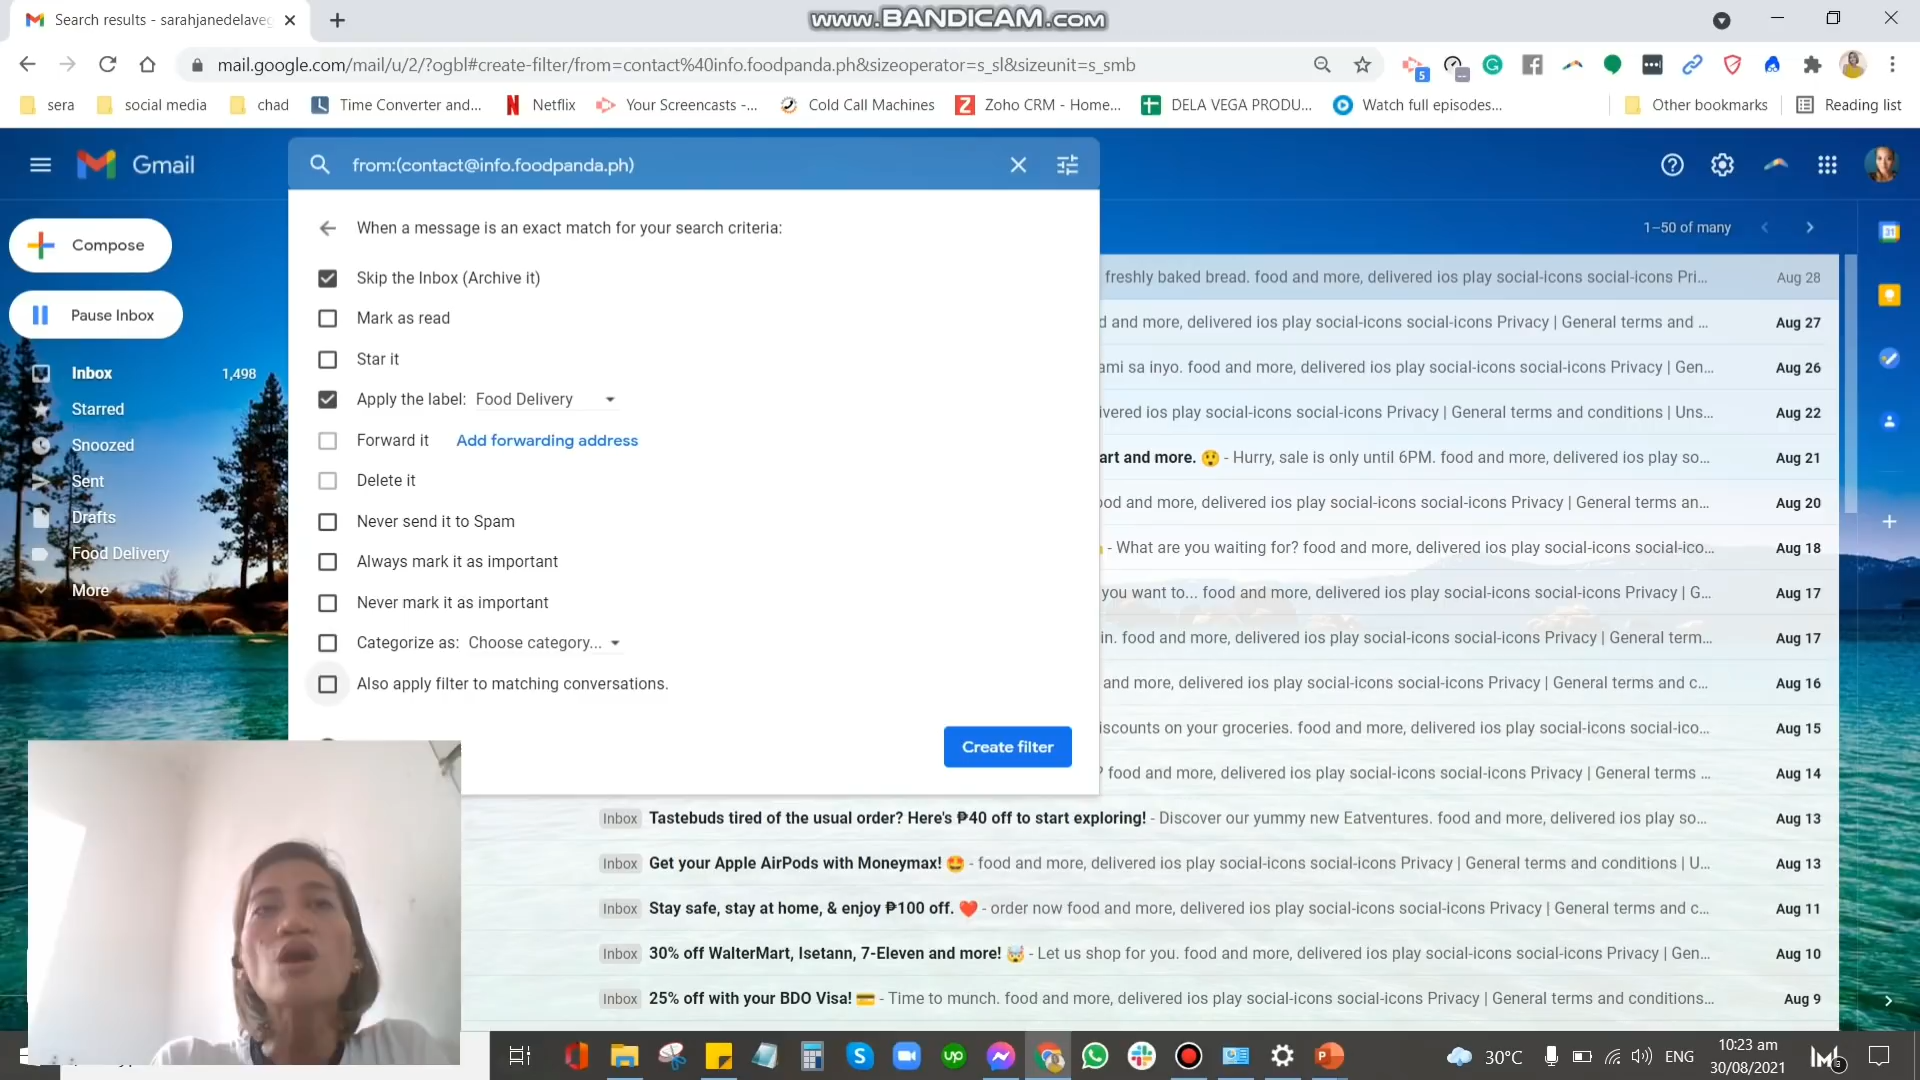 Search results - sarahjanedelaveg
www.BANDICAM.com
mail.google.com/mail/u/2/?ogbl#create-filter/from=contact%40info.foodpanda.ph&sizeoperator=s_sl&sizeunit=s_smb
5
sera
social media
chad
Time Converter and...
Netflix
Your Screencasts -...
Cold Call Machines
Zoho CRM - Home...
DELA VEGA PRODU...
Watch full episodes...
Other bookmarks
Reading list
Gmail
from:(contact@info.foodpanda.ph)
Compose
Pause Inbox
Inbox 1,498
Starred
Snoozed
Sent
Drafts
Food Delivery
More
When a message is an exact match for your search criteria:
Skip the Inbox (Archive it)
Mark as read
Star it
Apply the label: Food Delivery
Forward it Add forwarding address
Delete it
Never send it to Spam
Always mark it as important
Never mark it as important
Categorize as: Choose category...
Also apply filter to matching conversations.
Create filter
1–50 of many
31
freshly baked bread. food and more, delivered ios play social-icons social-icons Pri... Aug 28
d and more, delivered ios play social-icons social-icons Privacy | General terms and ... Aug 27
ami sa inyo. food and more, delivered ios play social-icons social-icons Privacy | Gen... Aug 26
ivered ios play social-icons social-icons Privacy | General terms and conditions | Uns... Aug 22
art and more. 😲 - Hurry, sale is only until 6PM. food and more, delivered ios play so... Aug 21
ood and more, delivered ios play social-icons social-icons Privacy | General terms an... Aug 20
- What are you waiting for? food and more, delivered ios play social-icons social-ico... Aug 18
you want to... food and more, delivered ios play social-icons social-icons Privacy | G... Aug 17
in. food and more, delivered ios play social-icons social-icons Privacy | General term... Aug 17
and more, delivered ios play social-icons social-icons Privacy | General terms and c... Aug 16
iscounts on your groceries. food and more, delivered ios play social-icons social-ico... Aug 15
? food and more, delivered ios play social-icons social-icons Privacy | General terms ... Aug 14
Inbox Tastebuds tired of the usual order? Here's ₱40 off to start exploring! - Discover our yummy new Eatventures. food and more, delivered ios play so... Aug 13
Inbox Get your Apple AirPods with Moneymax! 🤩 - food and more, delivered ios play social-icons social-icons Privacy | General terms and conditions | U... Aug 13
Inbox Stay safe, stay at home, & enjoy ₱100 off. ❤️ - order now food and more, delivered ios play social-icons social-icons Privacy | General terms and c... Aug 11
Inbox 30% off WalterMart, Isetann, 7-Eleven and more! 🤯 - Let us shop for you. food and more, delivered ios play social-icons social-icons Privacy | Gen... Aug 10
Inbox 25% off with your BDO Visa! 💳 - Time to munch. food and more, delivered ios play social-icons social-icons Privacy | General terms and conditions... Aug 9
30°C
ENG
10:23 am
30/08/2021